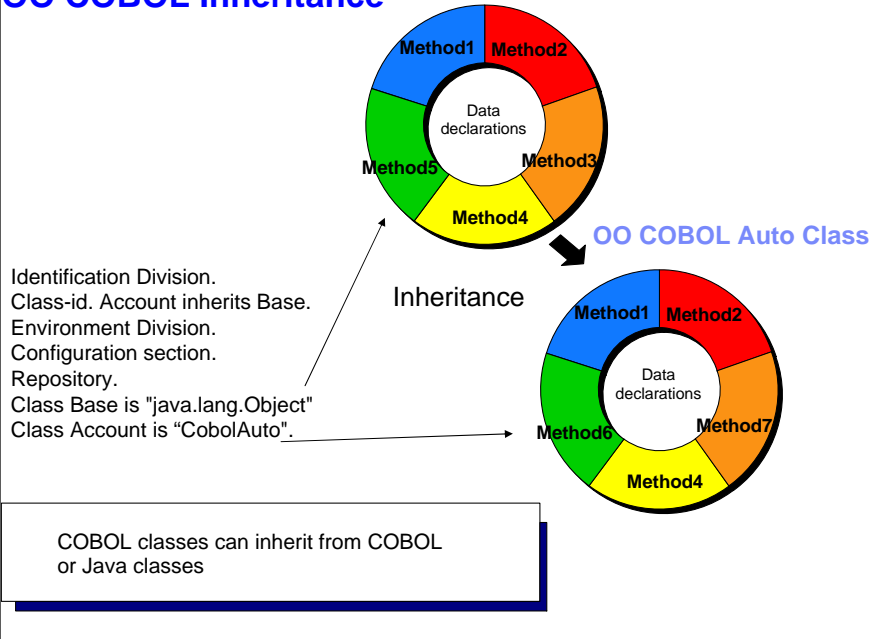 OO COBOL Inheritance
Method1
Method2
Data
declarations
Method5
Method3
Method4
OO COBOL Auto Class
Identification Division.
Class-id. Account inherits Base.
Environment Division.
Configuration section.
Repository.
Class Base is "java.lang.Object"
Class Account is “CobolAuto".
Inheritance
Method1
Method2
Data
declarations
Method6
Method7
Method4
COBOL classes can inherit from COBOL
or Java classes